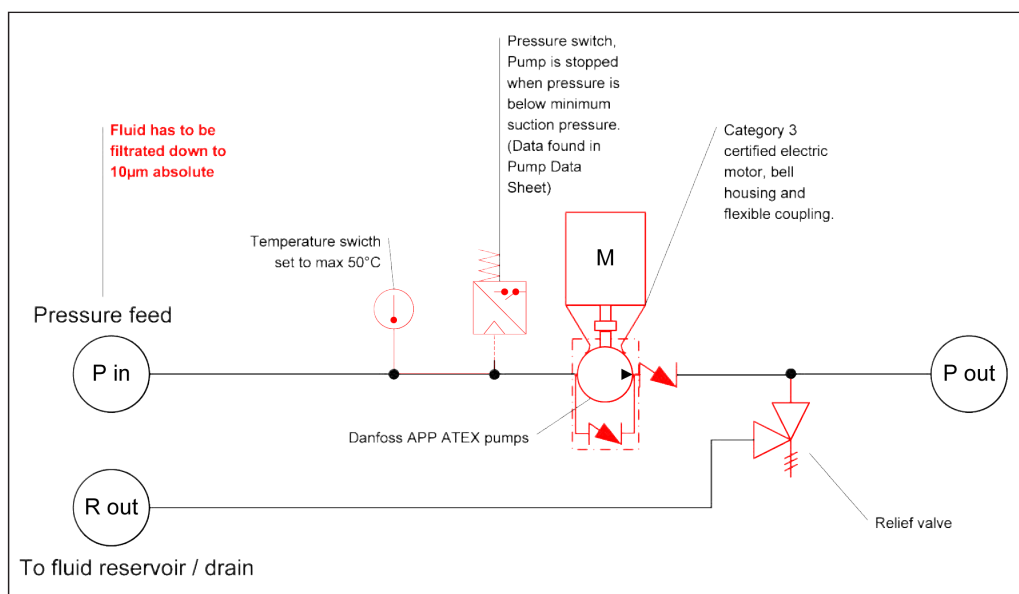 Pressure switch,
Pump is stopped
when pressure is
below minimum
suction pressure.
(Data found in
Pump Data
Sheet)
Fluid has to be
filtrated down to
10µm absolute
Category 3
certified electric
motor, bell
housing and
flexible coupling.
Temperature swicth
set to max 50°C
M
Pressure feed
P in
P out
Danfoss APP ATEX pumps
R out
Relief valve
To fluid reservoir / drain